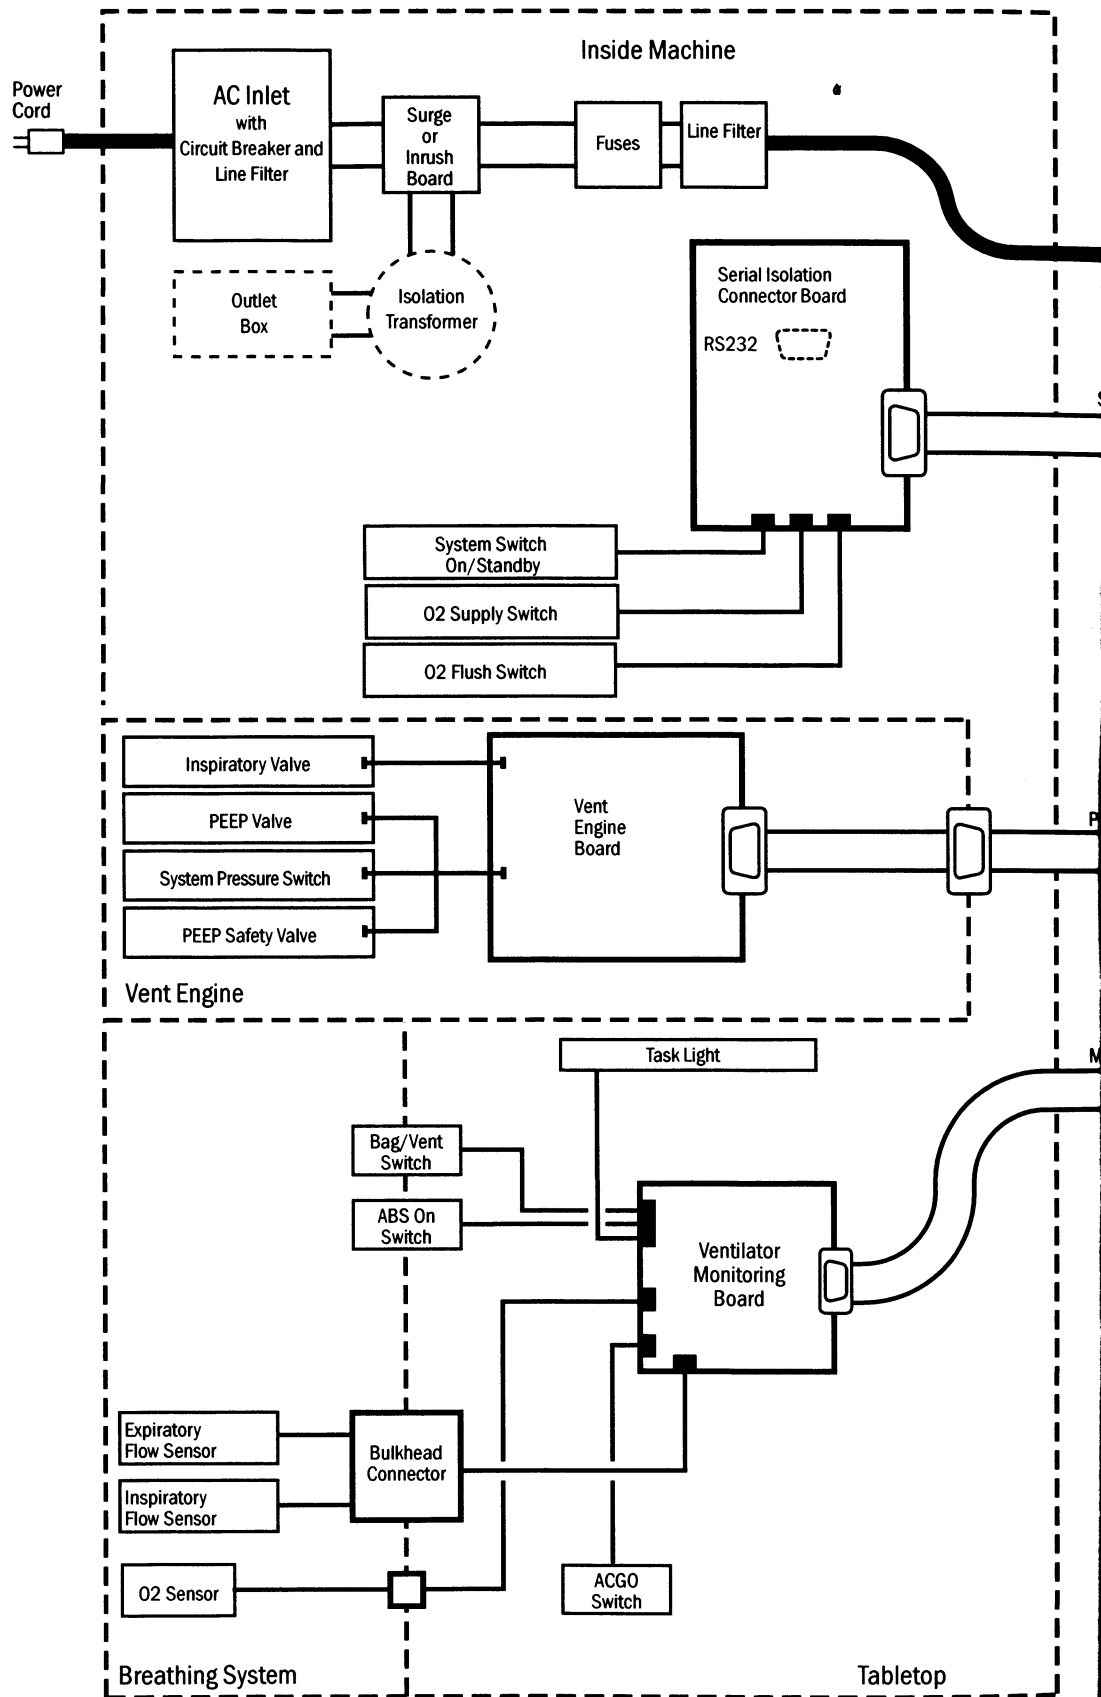 Inside Machine
Power
Cord
AC Inlet
with
Circuit Breaker and
Line Filter
Surge
or
Inrush
Board
Fuses
Line Filter
Outlet
Box
Isolation
Transformer
Serial Isolation
Connector Board
RS232
S
System Switch
On/Standby
O2 Supply Switch
O2 Flush Switch
Inspiratory Valve
PEEP Valve
System Pressure Switch
PEEP Safety Valve
Vent
Engine
Board
P
Vent Engine
Task Light
M
Bag/Vent
Switch
ABS On
Switch
Ventilator
Monitoring
Board
Expiratory
Flow Sensor
Inspiratory
Flow Sensor
Bulkhead
Connector
O2 Sensor
ACGO
Switch
Breathing System
Tabletop